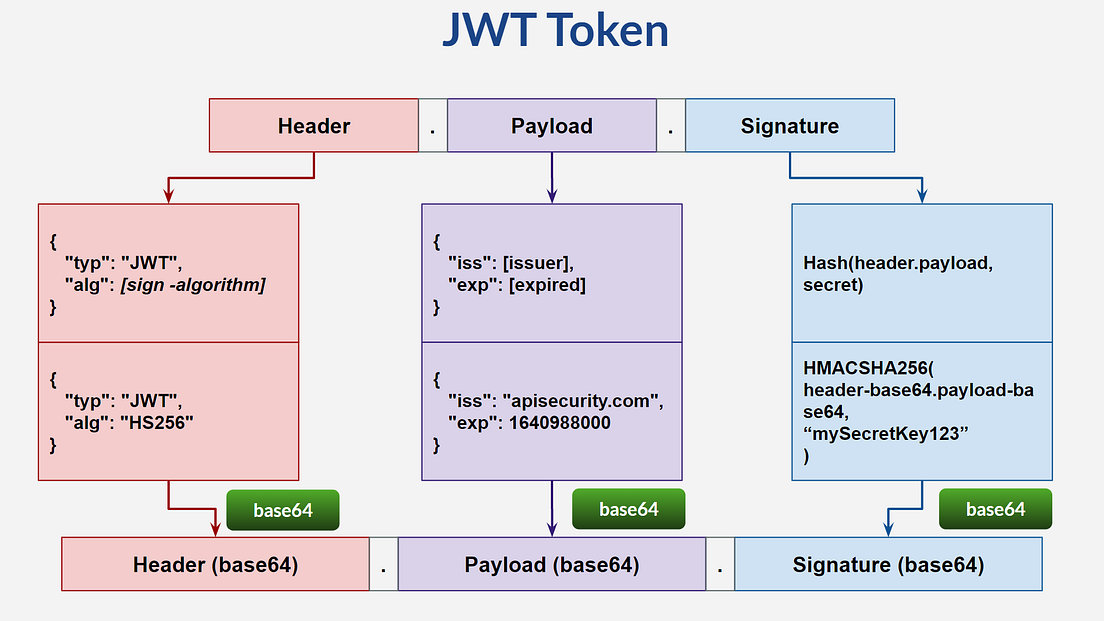 JWT Token
Header . Payload . Signature
{
"typ": "JWT",
"alg": [sign -algorithm]
}
{
"typ": "JWT",
"alg": "HS256"
}
{
"iss": [issuer],
"exp": [expired]
}
{
"iss": "apisecurity.com",
"exp": 1640988000
}
Hash(header.payload,
secret)
HMACSHA256(
header-base64.payload-ba
se64,
“mySecretKey123”
)
base64
base64
base64
Header (base64) . Payload (base64) . Signature (base64)